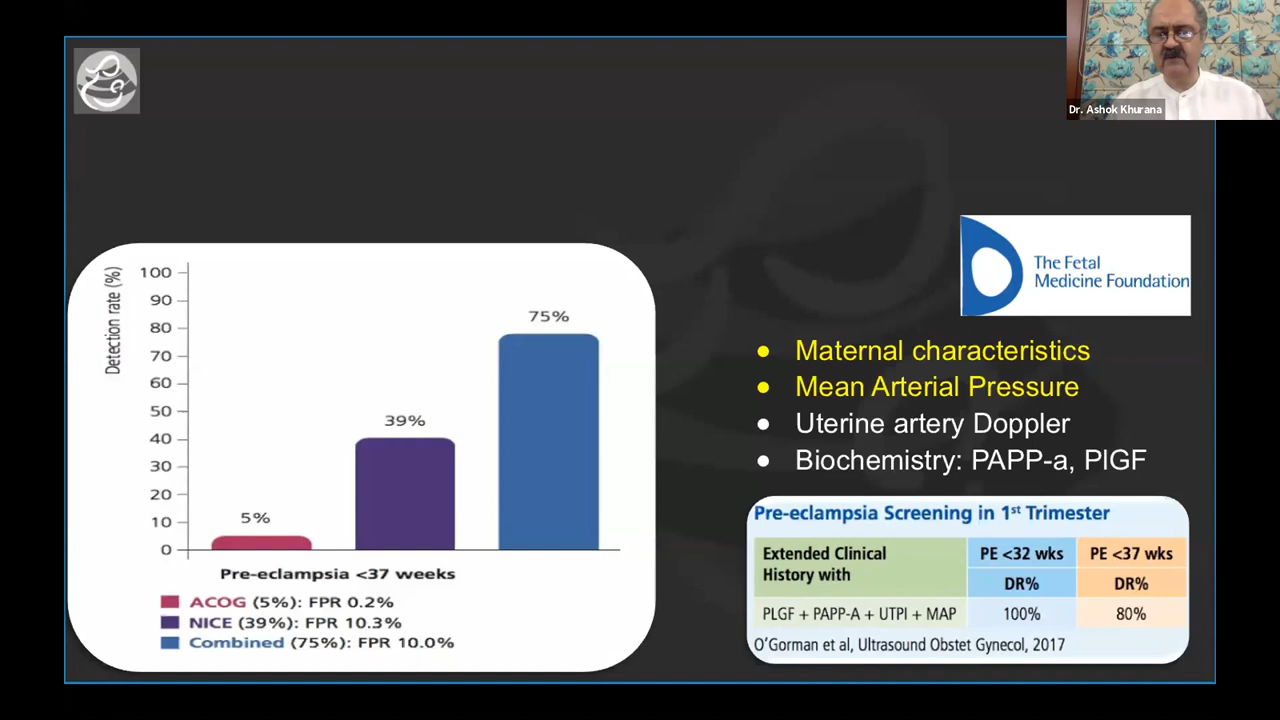 Dr. Ashok Khurana
Detection rate (%)
100
90
80
70
60
50
40
30
20
10
0
5%
39%
75%
Pre-eclampsia <37 weeks
ACOG (5%): FPR 0.2%
NICE (39%): FPR 10.3%
Combined (75%): FPR 10.0%
The Fetal
Medicine Foundation
• Maternal characteristics
• Mean Arterial Pressure
• Uterine artery Doppler
• Biochemistry: PAPP-a, PlGF
Pre-eclampsia Screening in 1st Trimester
Extended Clinical
History with
PE <32 wks
PE <37 wks
DR%
DR%
PLGF + PAPP-A + UTPI + MAP
100%
80%
O'Gorman et al, Ultrasound Obstet Gynecol, 2017